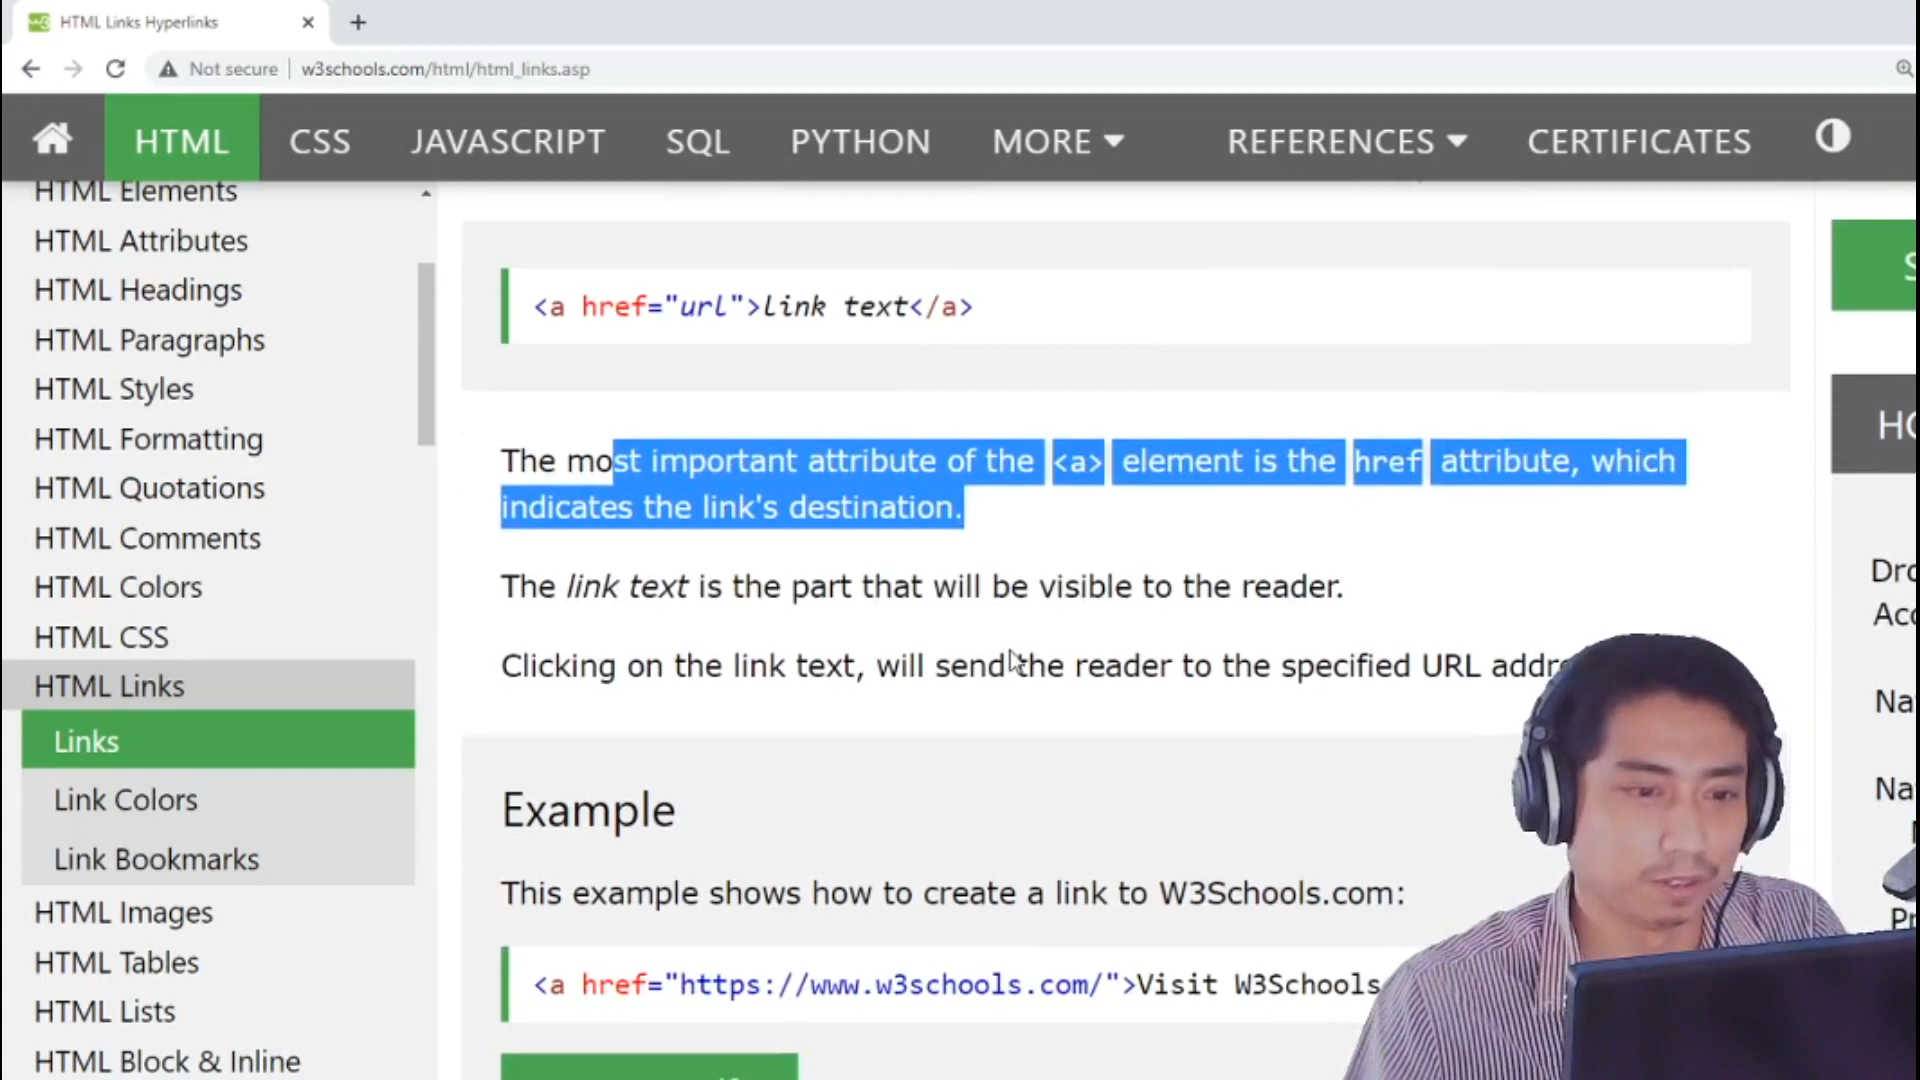 HTML Links Hyperlinks
Not secure | w3schools.com/html/html_links.asp
HTML CSS JAVASCRIPT SQL PYTHON MORE REFERENCES CERTIFICATES
HTML Elements
HTML Attributes
HTML Headings
HTML Paragraphs
HTML Styles
HTML Formatting
HTML Quotations
HTML Comments
HTML Colors
HTML CSS
HTML Links
Links
Link Colors
Link Bookmarks
HTML Images
HTML Tables
HTML Lists
HTML Block & Inline
<a href="url">link text</a>
The most important attribute of the <a> element is the href attribute, which
indicates the link's destination.
The link text is the part that will be visible to the reader.
Clicking on the link text, will send the reader to the specified URL
Example
This example shows how to create a link to W3Schools.com:
<a href="https://www.w3schools.com/">Visit W3Schools